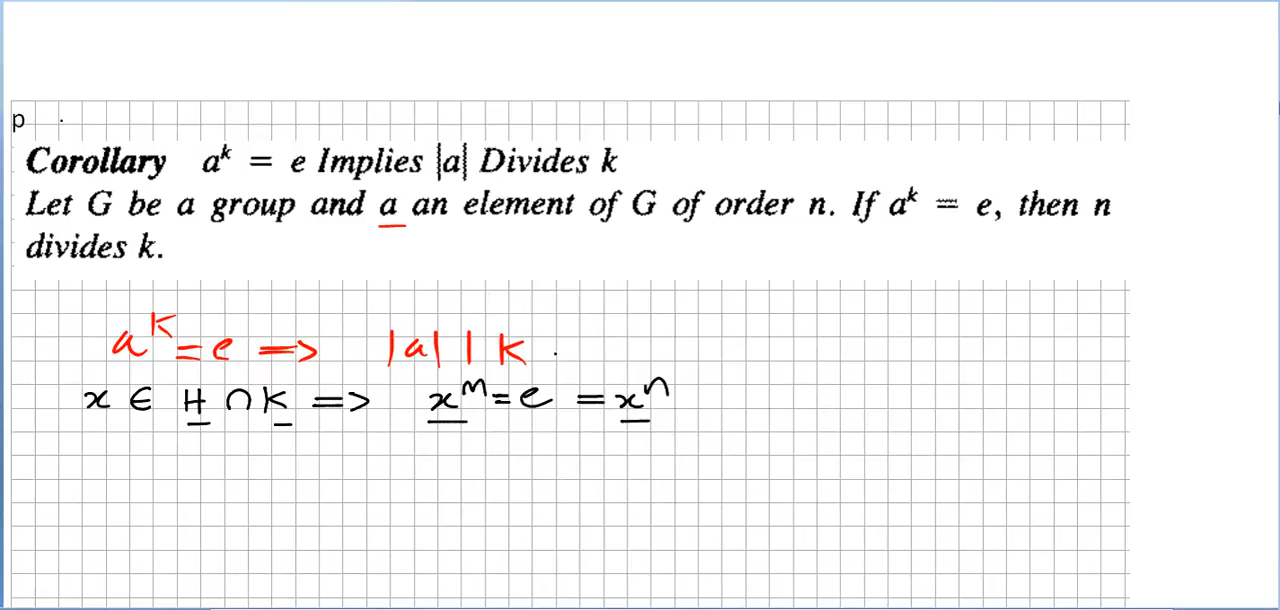 p
Corollary a^k = e Implies |a| Divides k
Let G be a group and a an element of G of order n. If a^k = e, then n
divides k.
a^k = e => |a| | k .
x ∈ H ∩ K => x^m = e = x^n